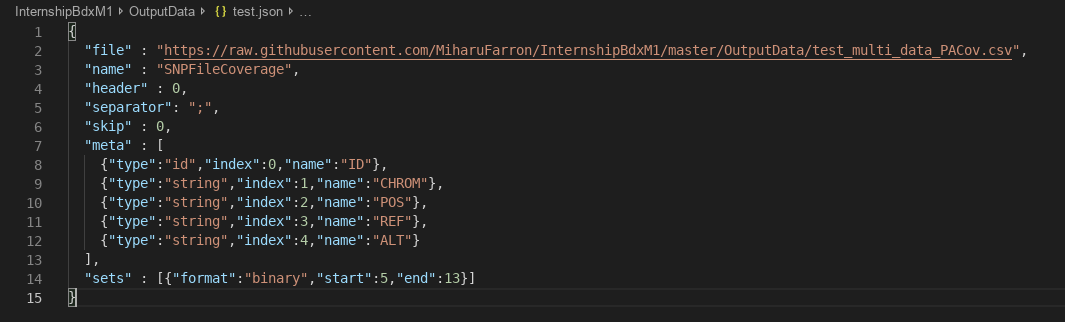 InternshipBdxM1 > OutputData > {} test.json > ...
1 {
2 "file" : "https://raw.githubusercontent.com/MiharuFarron/InternshipBdxM1/master/OutputData/test_multi_data_PACov.csv",
3 "name" : "SNPFileCoverage",
4 "header" : 0,
5 "separator": ";",
6 "skip" : 0,
7 "meta" : [
8 {"type":"id","index":0,"name":"ID"},
9 {"type":"string","index":1,"name":"CHROM"},
10 {"type":"string","index":2,"name":"POS"},
11 {"type":"string","index":3,"name":"REF"},
12 {"type":"string","index":4,"name":"ALT"}
13 ],
14 "sets" : [{"format":"binary","start":5,"end":13}]
15 }